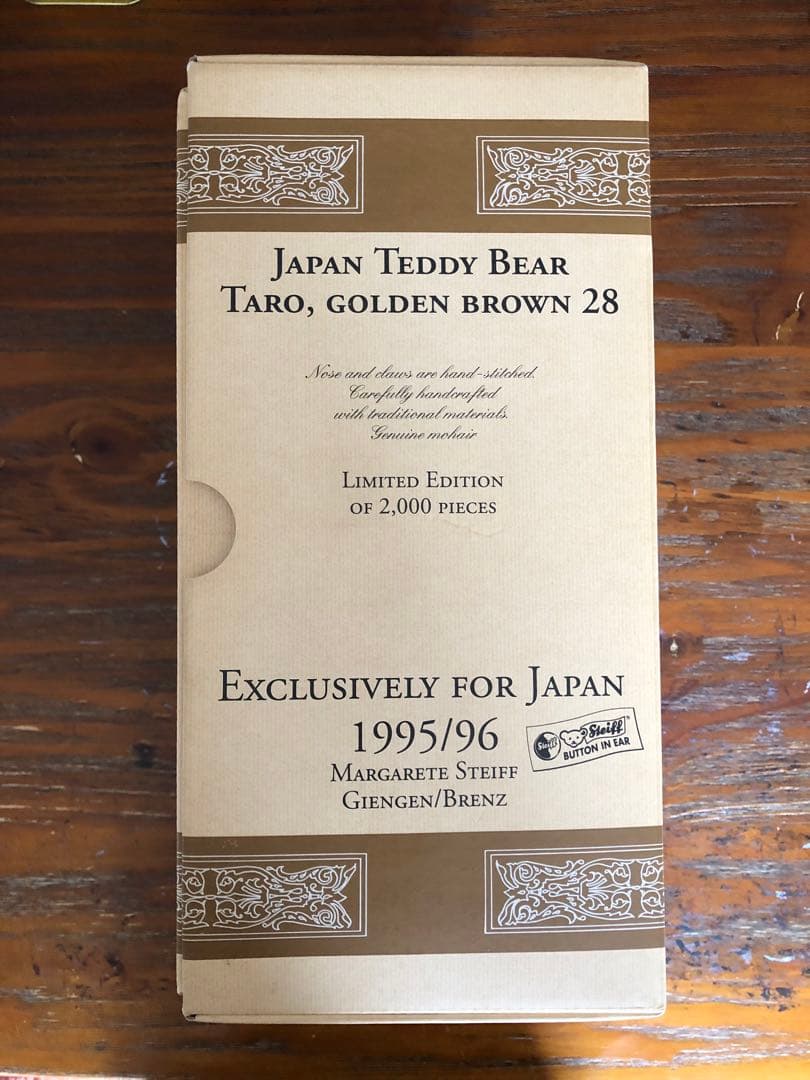 JAPAN TEDDY BEAR
TARO, GOLDEN BROWN 28
Nose and claws are hand-stitched.
Carefully handcrafted
with traditional materials.
Genuine mohair
LIMITED EDITION
OF 2,000 PIECES
EXCLUSIVELY FOR JAPAN
1995/96
MARGARETE STEIFF
GIENGEN/BRENZ
Steiff
Steiff®
BUTTON IN EAR